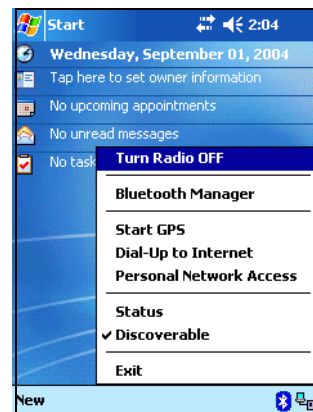 Start 2:04
Wednesday, September 01, 2004
Tap here to set owner information
No upcoming appointments
No unread messages
No task
Turn Radio OFF
Bluetooth Manager
Start GPS
Dial-Up to Internet
Personal Network Access
Status
✓ Discoverable
Exit
New